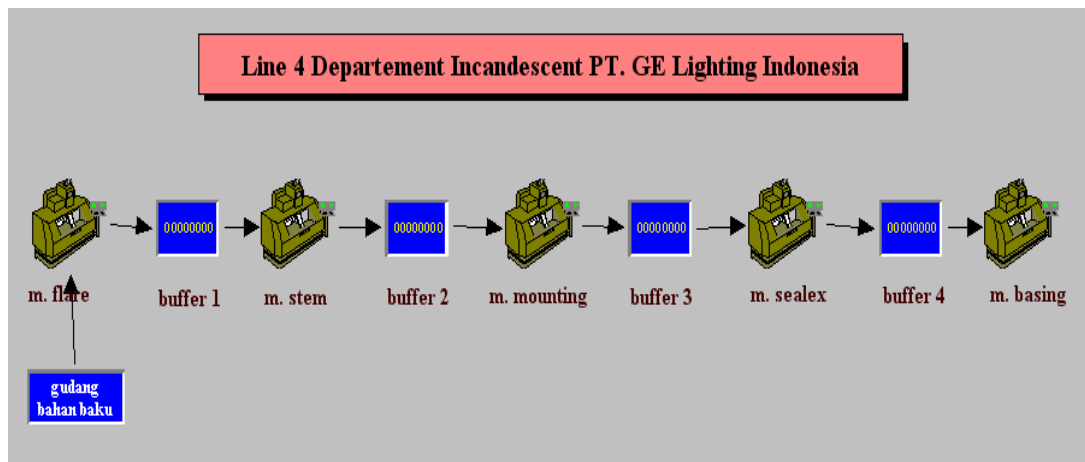 Line 4 Departement Incandescent PT. GE Lighting Indonesia
00000000
00000000
00000000
00000000
m. flare
buffer 1
m. stem
buffer 2
m. mounting
buffer 3
m. sealex
buffer 4
m. basing
gudang
bahan baku